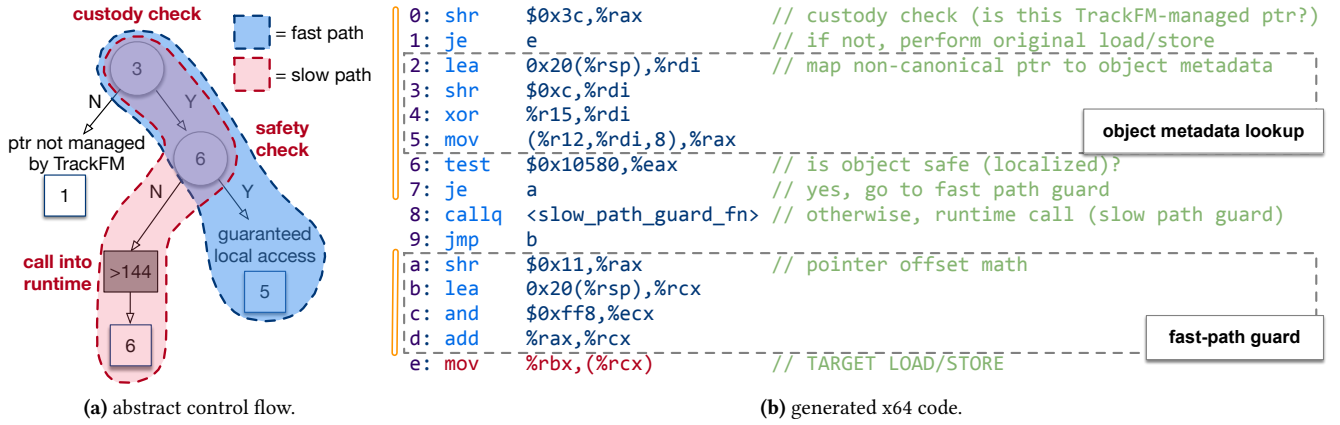 custody check
= fast path
= slow path
3
N
Y
ptr not managed
by TrackFM
1
safety
check
6
N
Y
guaranteed
local access
5
call into
runtime
>144
6
(a) abstract control flow.
0: shr $0x3c,%rax // custody check (is this TrackFM-managed ptr?)
1: je e // if not, perform original load/store
2: lea 0x20(%rsp),%rdi // map non-canonical ptr to object metadata
3: shr $0xc,%rdi
4: xor %r15,%rdi
5: mov (%r12,%rdi,8),%rax
object metadata lookup
6: test $0x10580,%eax // is object safe (localized)?
7: je a // yes, go to fast path guard
8: callq <slow_path_guard_fn> // otherwise, runtime call (slow path guard)
9: jmp b
a: shr $0x11,%rax // pointer offset math
b: lea 0x20(%rsp),%rcx
c: and $0xff8,%ecx
d: add %rax,%rcx
fast-path guard
e: mov %rbx,(%rcx) // TARGET LOAD/STORE
(b) generated x64 code.